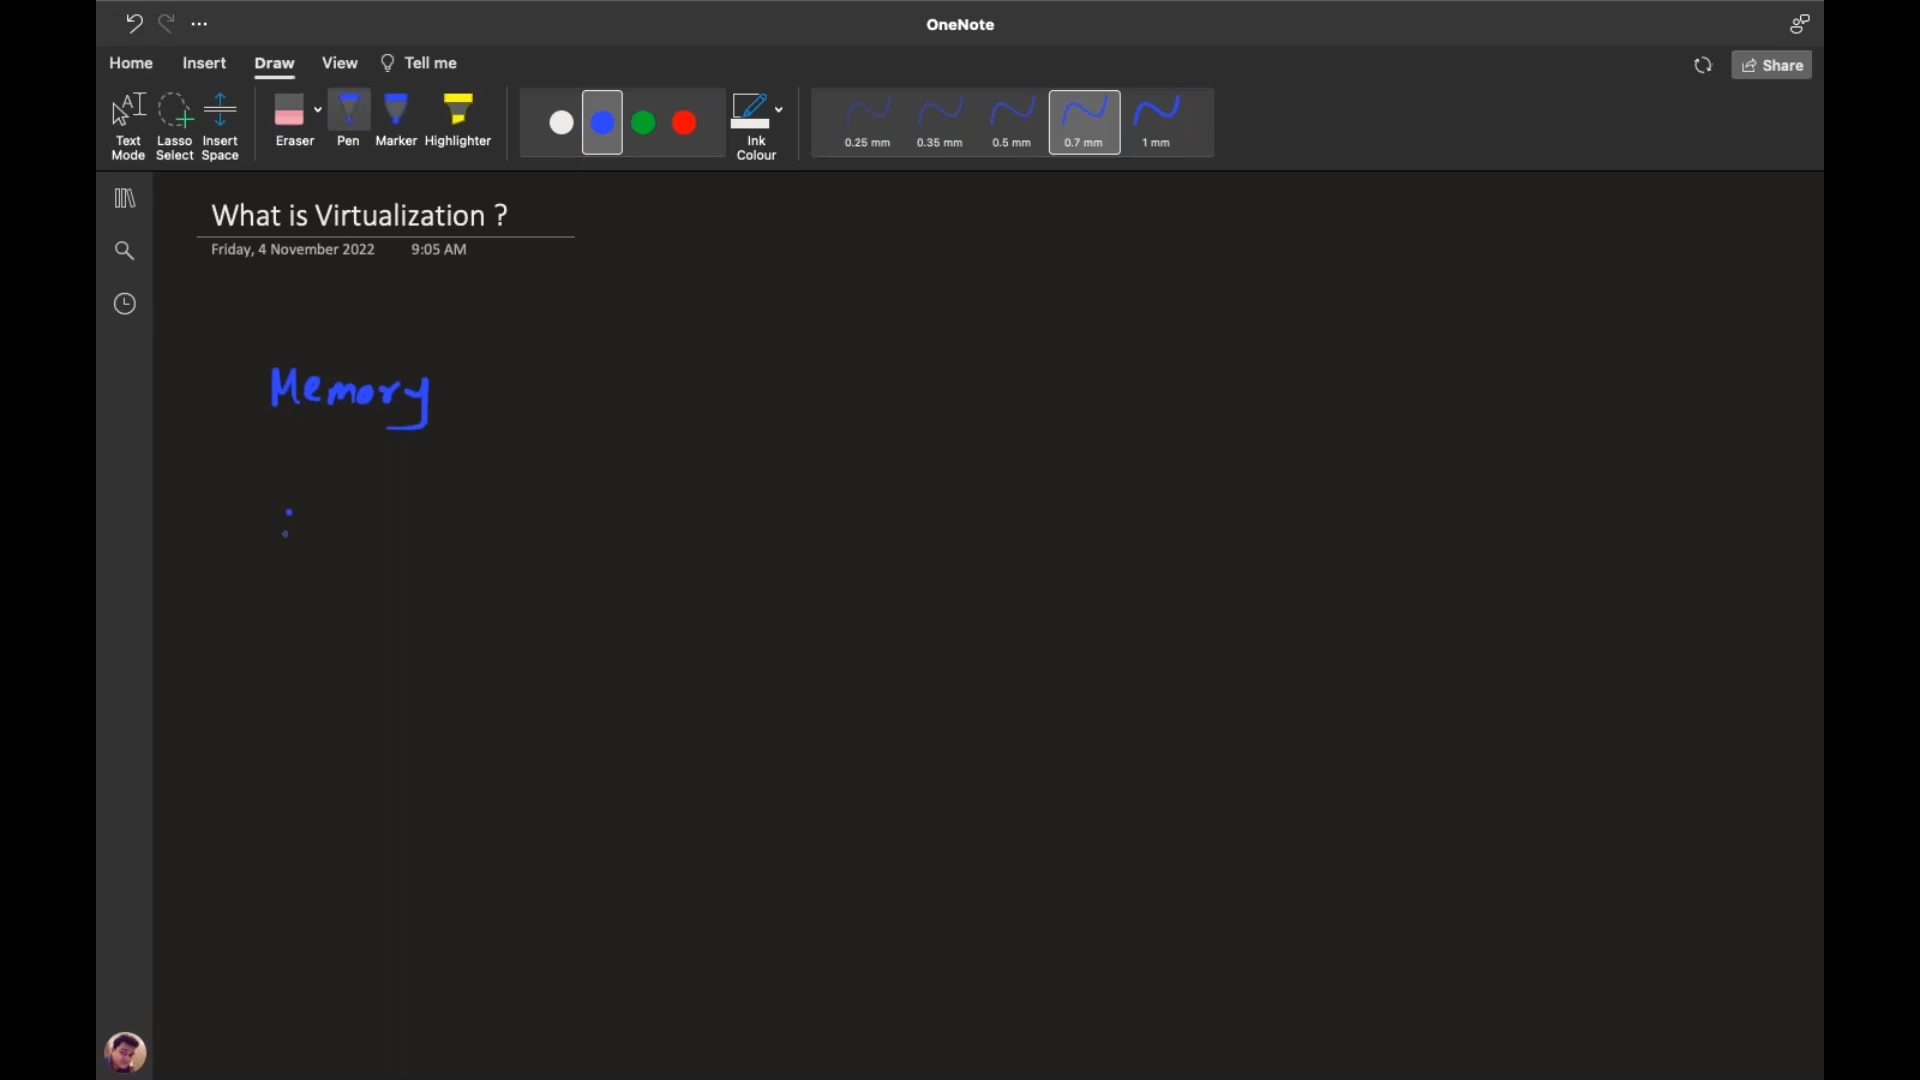 OneNote
Home Insert Draw View Tell me
Share
Text Mode
Lasso Select
Insert Space
Eraser
Pen
Marker
Highlighter
Ink Colour
0.25 mm
0.35 mm
0.5 mm
0.7 mm
1 mm
What is Virtualization ?
Friday, 4 November 2022 9:05 AM
Memory